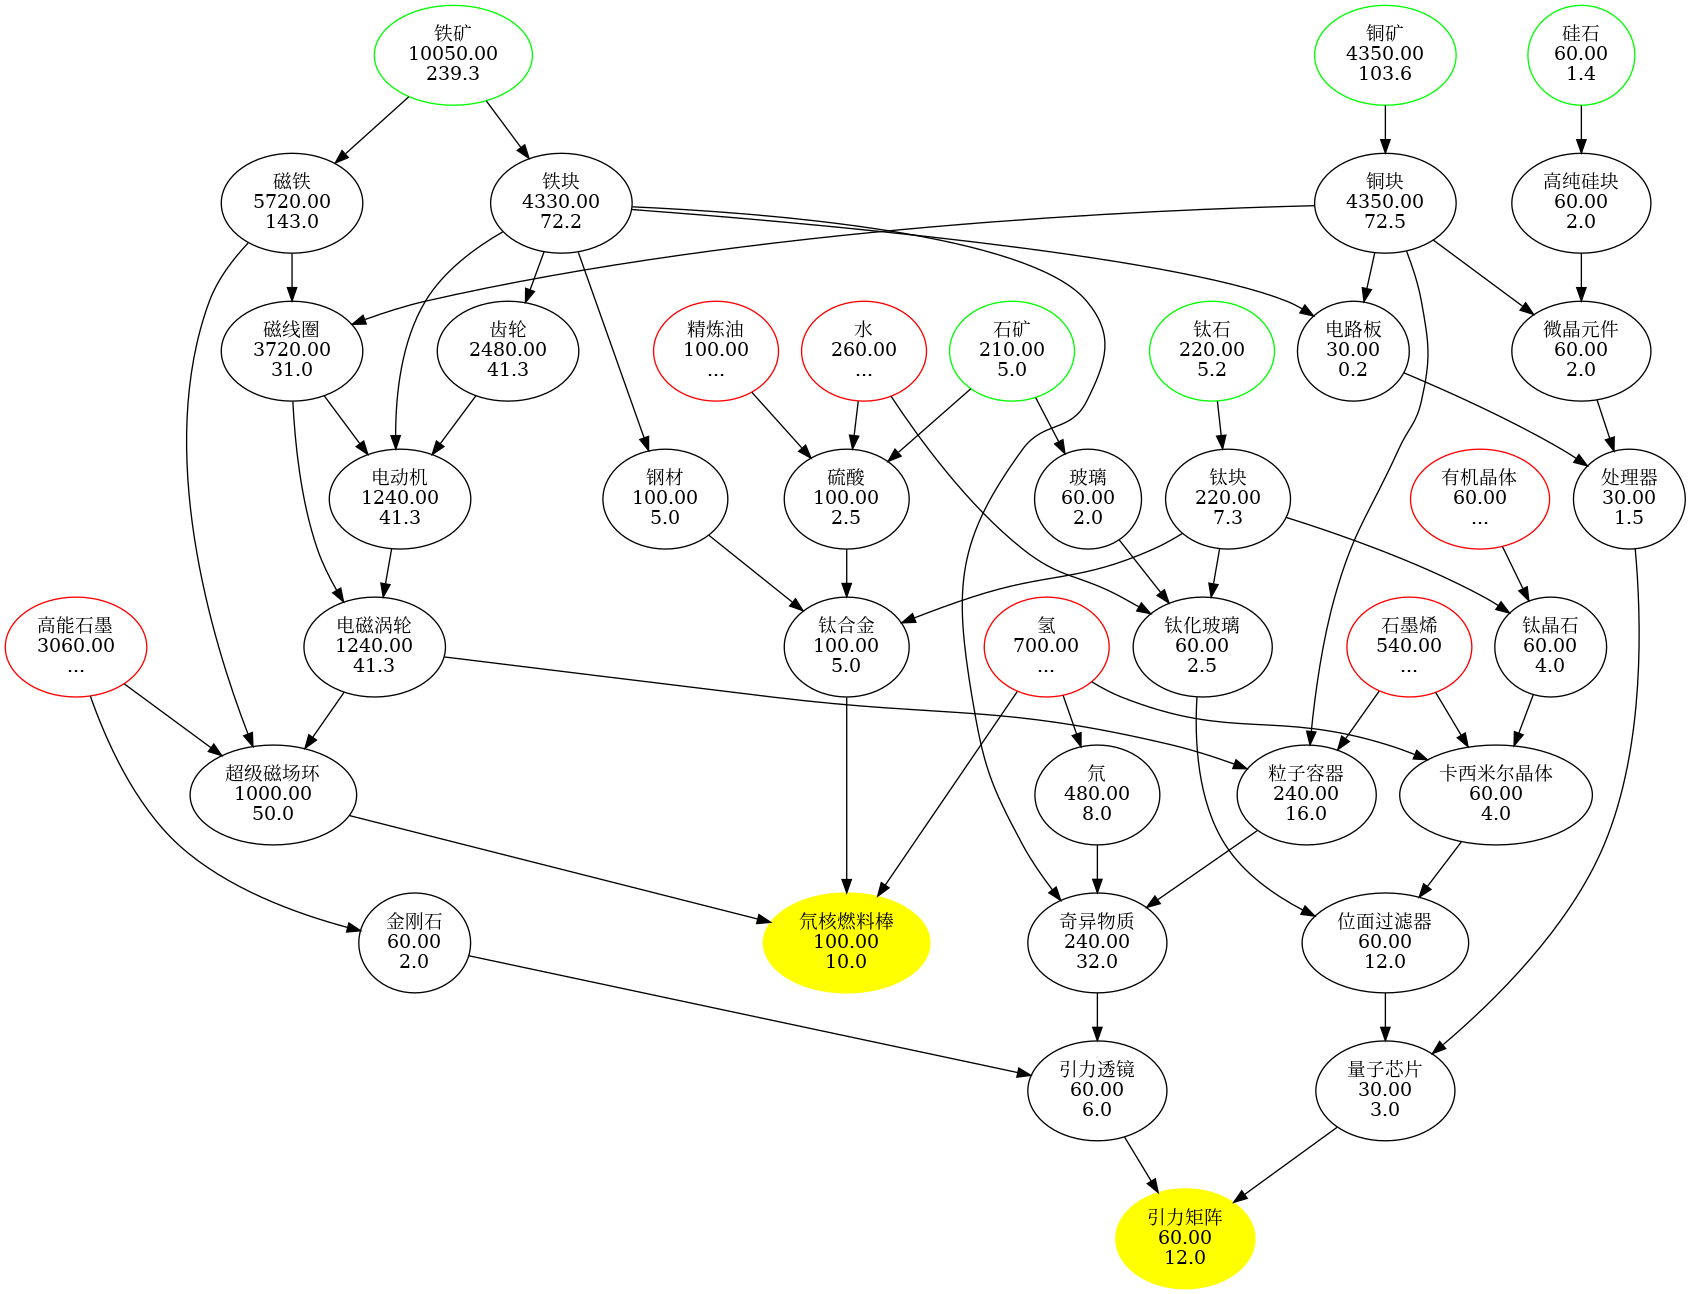 铁矿
10050.00
239.3
铜矿
4350.00
103.6
硅石
60.00
1.4
磁铁
5720.00
143.0
铁块
4330.00
72.2
铜块
4350.00
72.5
高纯硅块
60.00
2.0
磁线圈
3720.00
31.0
齿轮
2480.00
41.3
精炼油
100.00
...
水
260.00
...
石矿
210.00
5.0
钛石
220.00
5.2
电路板
30.00
0.2
微晶元件
60.00
2.0
电动机
1240.00
41.3
钢材
100.00
5.0
硫酸
100.00
2.5
玻璃
60.00
2.0
钛块
220.00
7.3
有机晶体
60.00
...
处理器
30.00
1.5
高能石墨
3060.00
...
电磁涡轮
1240.00
41.3
钛合金
100.00
5.0
氢
700.00
...
钛化玻璃
60.00
2.5
石墨烯
540.00
...
钛晶石
60.00
4.0
超级磁场环
1000.00
50.0
氘
480.00
8.0
粒子容器
240.00
16.0
卡西米尔晶体
60.00
4.0
金刚石
60.00
2.0
氘核燃料棒
100.00
10.0
奇异物质
240.00
32.0
位面过滤器
60.00
12.0
引力透镜
60.00
6.0
量子芯片
30.00
3.0
引力矩阵
60.00
12.0